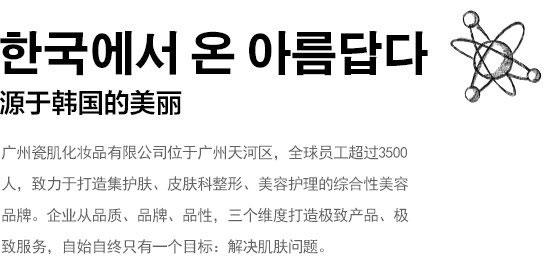 한국에서 온 아름답다
源于韩国的美丽
广州瓷肌化妆品有限公司位于广州天河区，全球员工超过3500
人，致力于打造集护肤、皮肤科整形、美容护理的综合性美容
品牌。企业从品质、品牌、品性，三个维度打造极致产品、极
致服务，自始自终只有一个目标：解决肌肤问题。